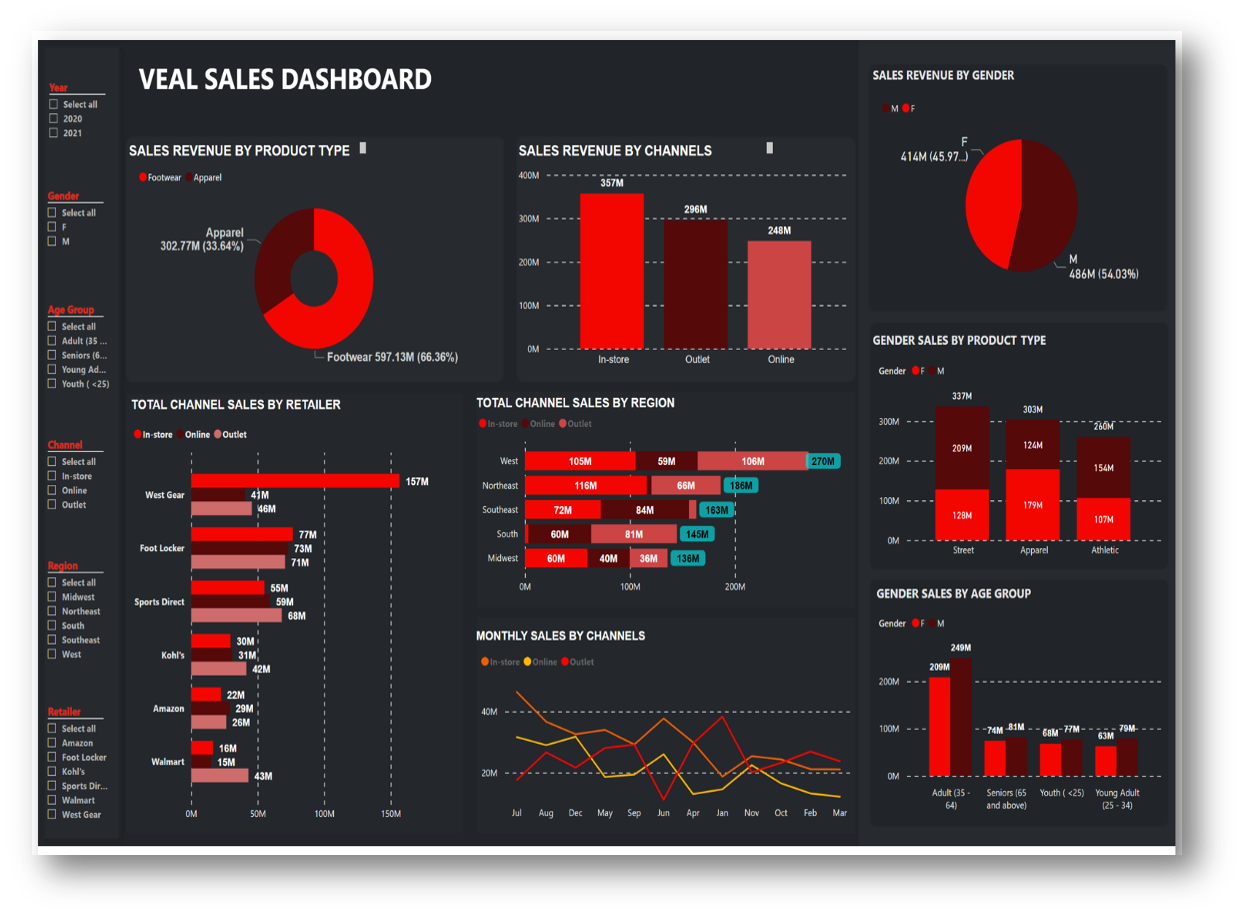 VEAL SALES DASHBOARD
Year
Select all
2020
2021
Gender
Select all
F
M
Age Group
Select all
Adult (35 ...
Seniors (6...
Young Ad...
Youth ( <25)
Channel
Select all
In-store
Online
Outlet
Region
Select all
Midwest
Northeast
South
Southeast
West
Retailer
Select all
Amazon
Foot Locker
Kohl's
Sports Dir...
Walmart
West Gear
SALES REVENUE BY PRODUCT TYPE
Footwear Apparel
Apparel
302.77M (33.64%)
Footwear 597.13M (66.36%)
SALES REVENUE BY CHANNELS
400M
300M
200M
100M
0M
357M
296M
248M
In-store Outlet Online
SALES REVENUE BY GENDER
M F
F
414M (45.97...)
M
486M (54.03%)
TOTAL CHANNEL SALES BY RETAILER
In-store Online Outlet
West Gear 157M 41M 46M
Foot Locker 77M 73M 71M
Sports Direct 55M 59M 68M
Kohl's 30M 31M 42M
Amazon 22M 29M 26M
Walmart 16M 15M 43M
0M 50M 100M 150M
TOTAL CHANNEL SALES BY REGION
In-store Online Outlet
West 105M 59M 106M 270M
Northeast 116M 66M 186M
Southeast 72M 84M 163M
South 60M 81M 145M
Midwest 60M 40M 36M 136M
0M 100M 200M
MONTHLY SALES BY CHANNELS
In-store Online Outlet
40M
20M
Jul Aug Dec May Sep Jun Apr Jan Nov Oct Feb Mar
GENDER SALES BY PRODUCT TYPE
Gender F M
300M
200M
100M
0M
337M 303M 260M
209M 124M 154M
128M 179M 107M
Street Apparel Athletic
GENDER SALES BY AGE GROUP
Gender F M
200M
100M
0M
209M 249M
74M 81M 68M 77M 63M 79M
Adult (35 - Seniors (65 Youth ( <25) Young Adult
64) and above) (25 - 34)